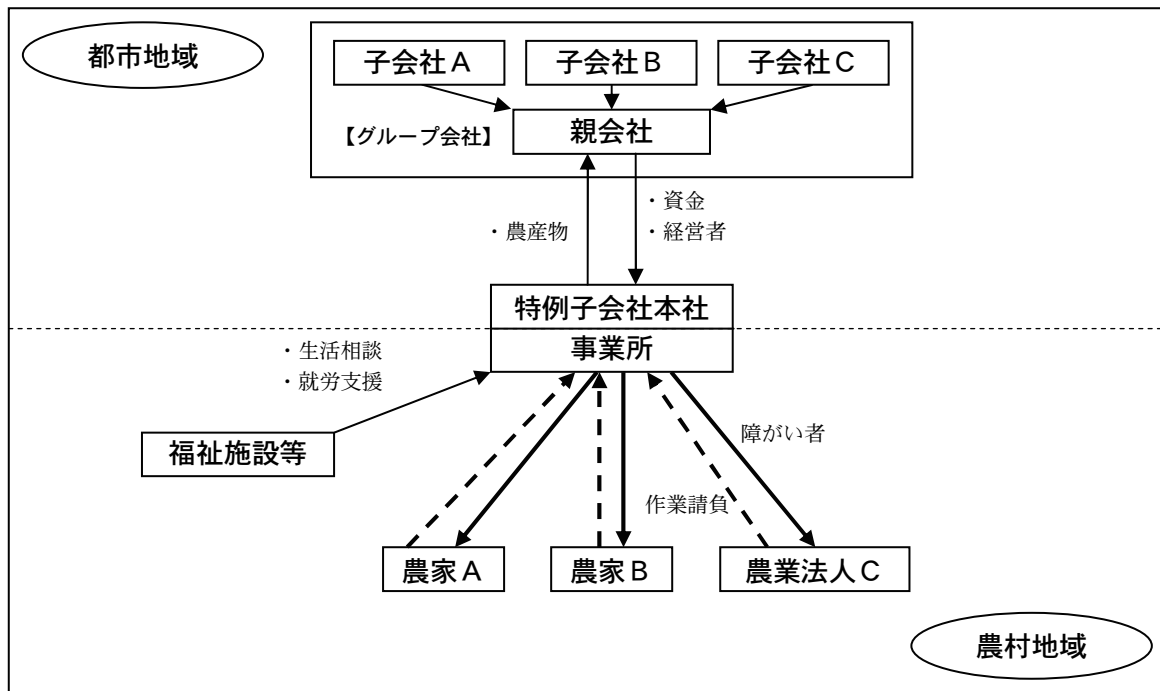 都市地域
子会社A
子会社B
子会社C
【グループ会社】
親会社
・農産物
・資金
・経営者
特例子会社本社
事業所
・生活相談
・就労支援
福祉施設等
障がい者
作業請負
農家A
農家B
農業法人C
農村地域